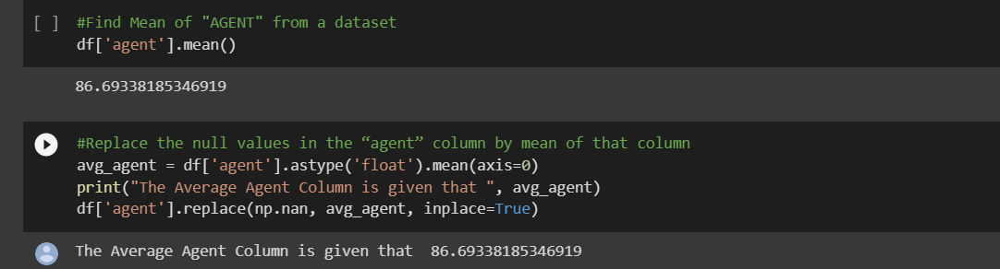 [ ] #Find Mean of "AGENT" from a dataset
df['agent'].mean()
86.69338185346919
#Replace the null values in the “agent” column by mean of that column
avg_agent = df['agent'].astype('float').mean(axis=0)
print("The Average Agent Column is given that ", avg_agent)
df['agent'].replace(np.nan, avg_agent, inplace=True)
The Average Agent Column is given that  86.69338185346919